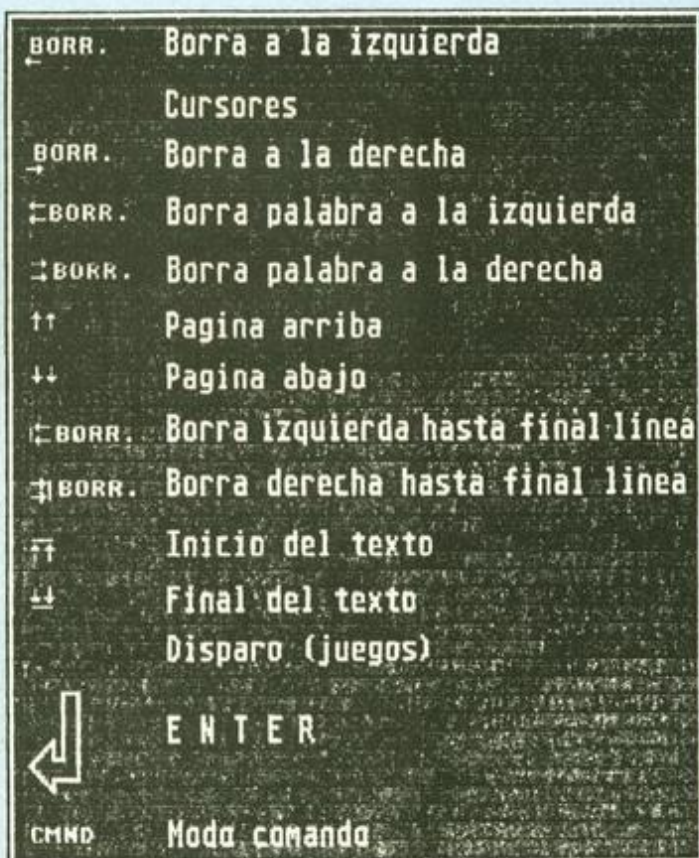 BORR. Borra a la izquierda
Cursores
BORR. Borra a la derecha
BORR. Borra palabra a la izquierda
BORR. Borra palabra a la derecha
↑↑ Pagina arriba
↓↓ Pagina abajo
BORR. Borra izquierda hasta final linea
BORR. Borra derecha hasta final linea
Inicio del texto
Final del texto
Disparo (juegos)
E N T E R
CMND Modo comando